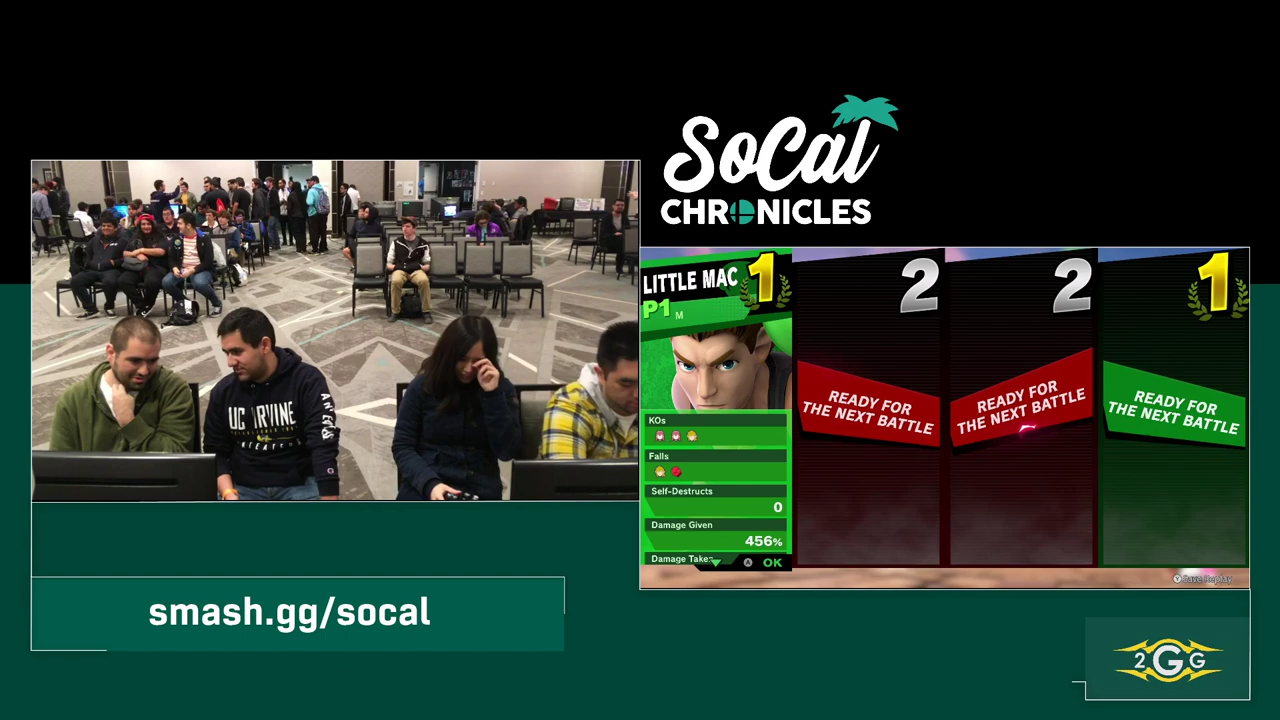 SoCal
CHRONICLES
LITTLE MAC
1
P1
M
2
2
1
READY FOR
THE NEXT BATTLE
READY FOR
THE NEXT BATTLE
READY FOR
THE NEXT BATTLE
KOs
Falls
Self-Destructs
0
Damage Given
456%
Damage Taken
A OK
Y Save Replay
UC IRVINE
ANTEATERS
G
smash.gg/socal
2GG